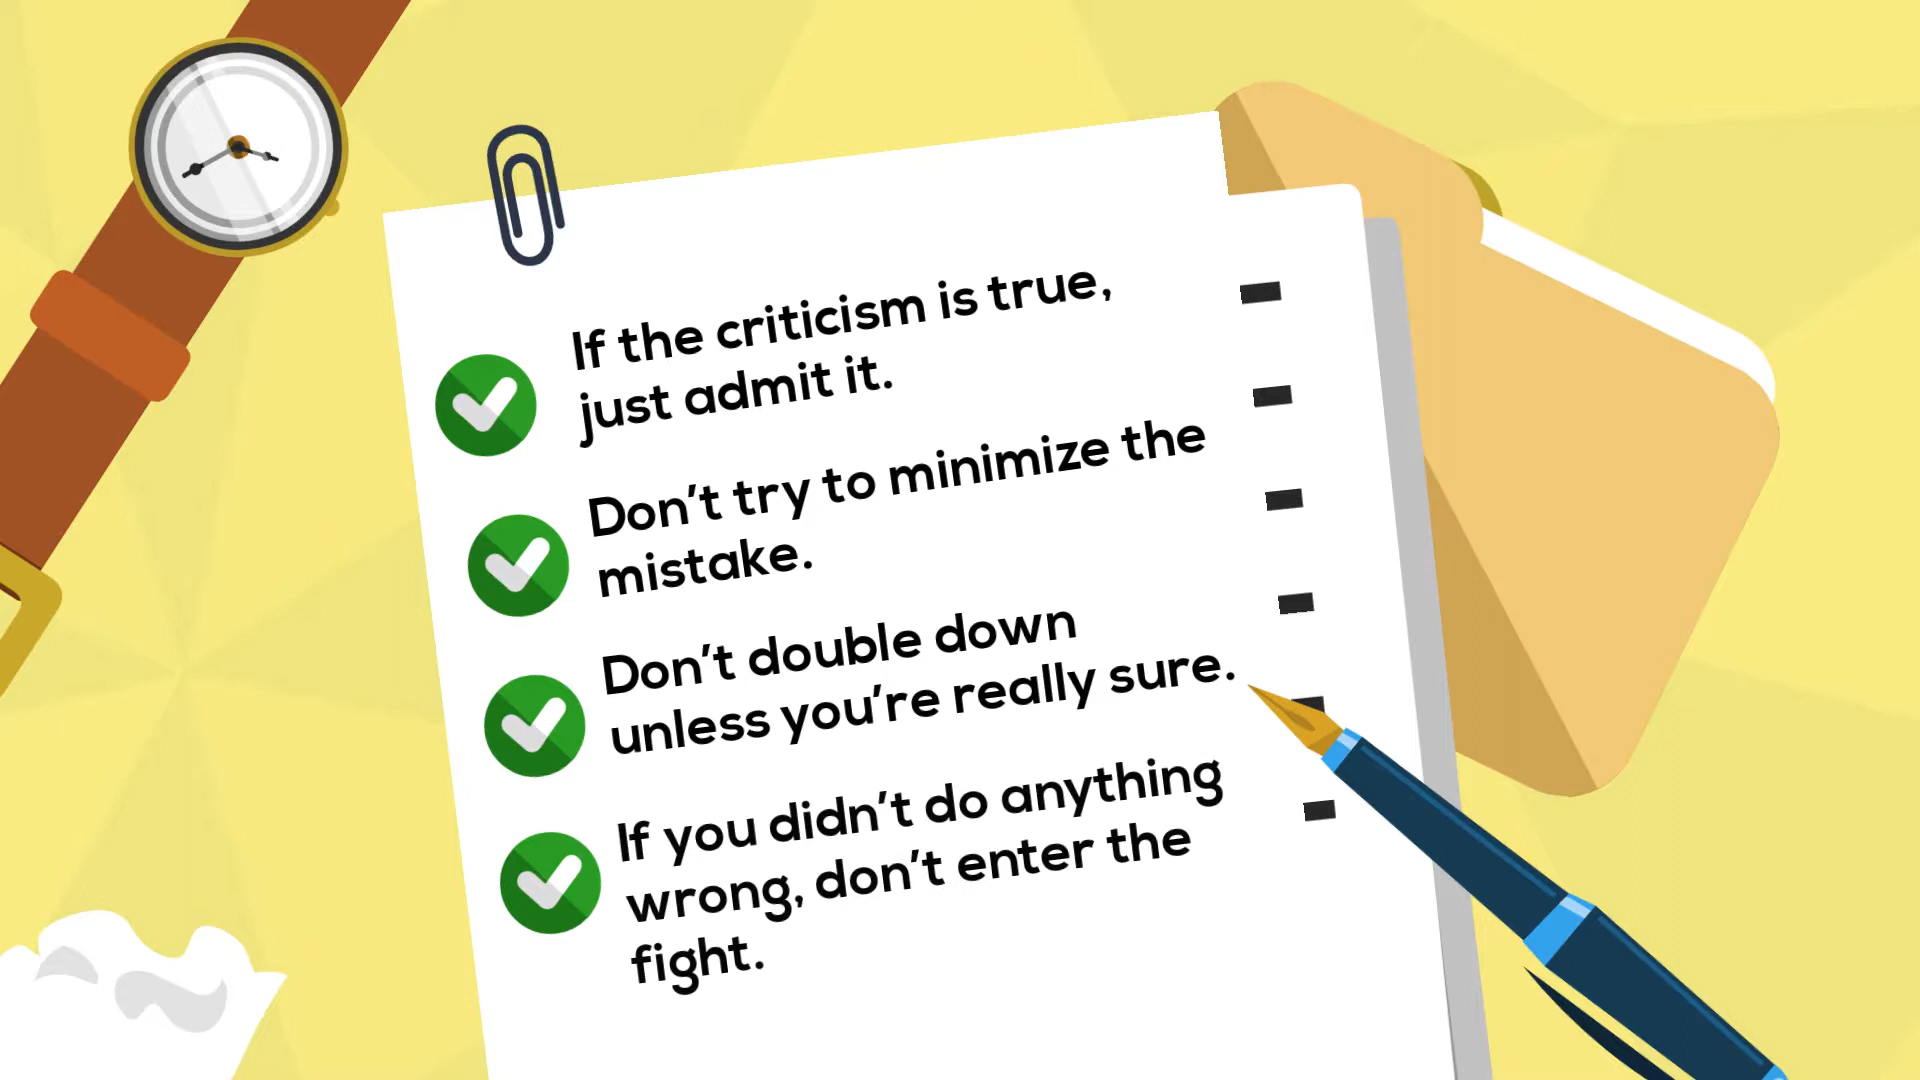 If the criticism is true,
just admit it.
Don't try to minimize the
mistake.
Don't double down
unless you're really sure.
If you didn't do anything
wrong, don't enter the
fight.